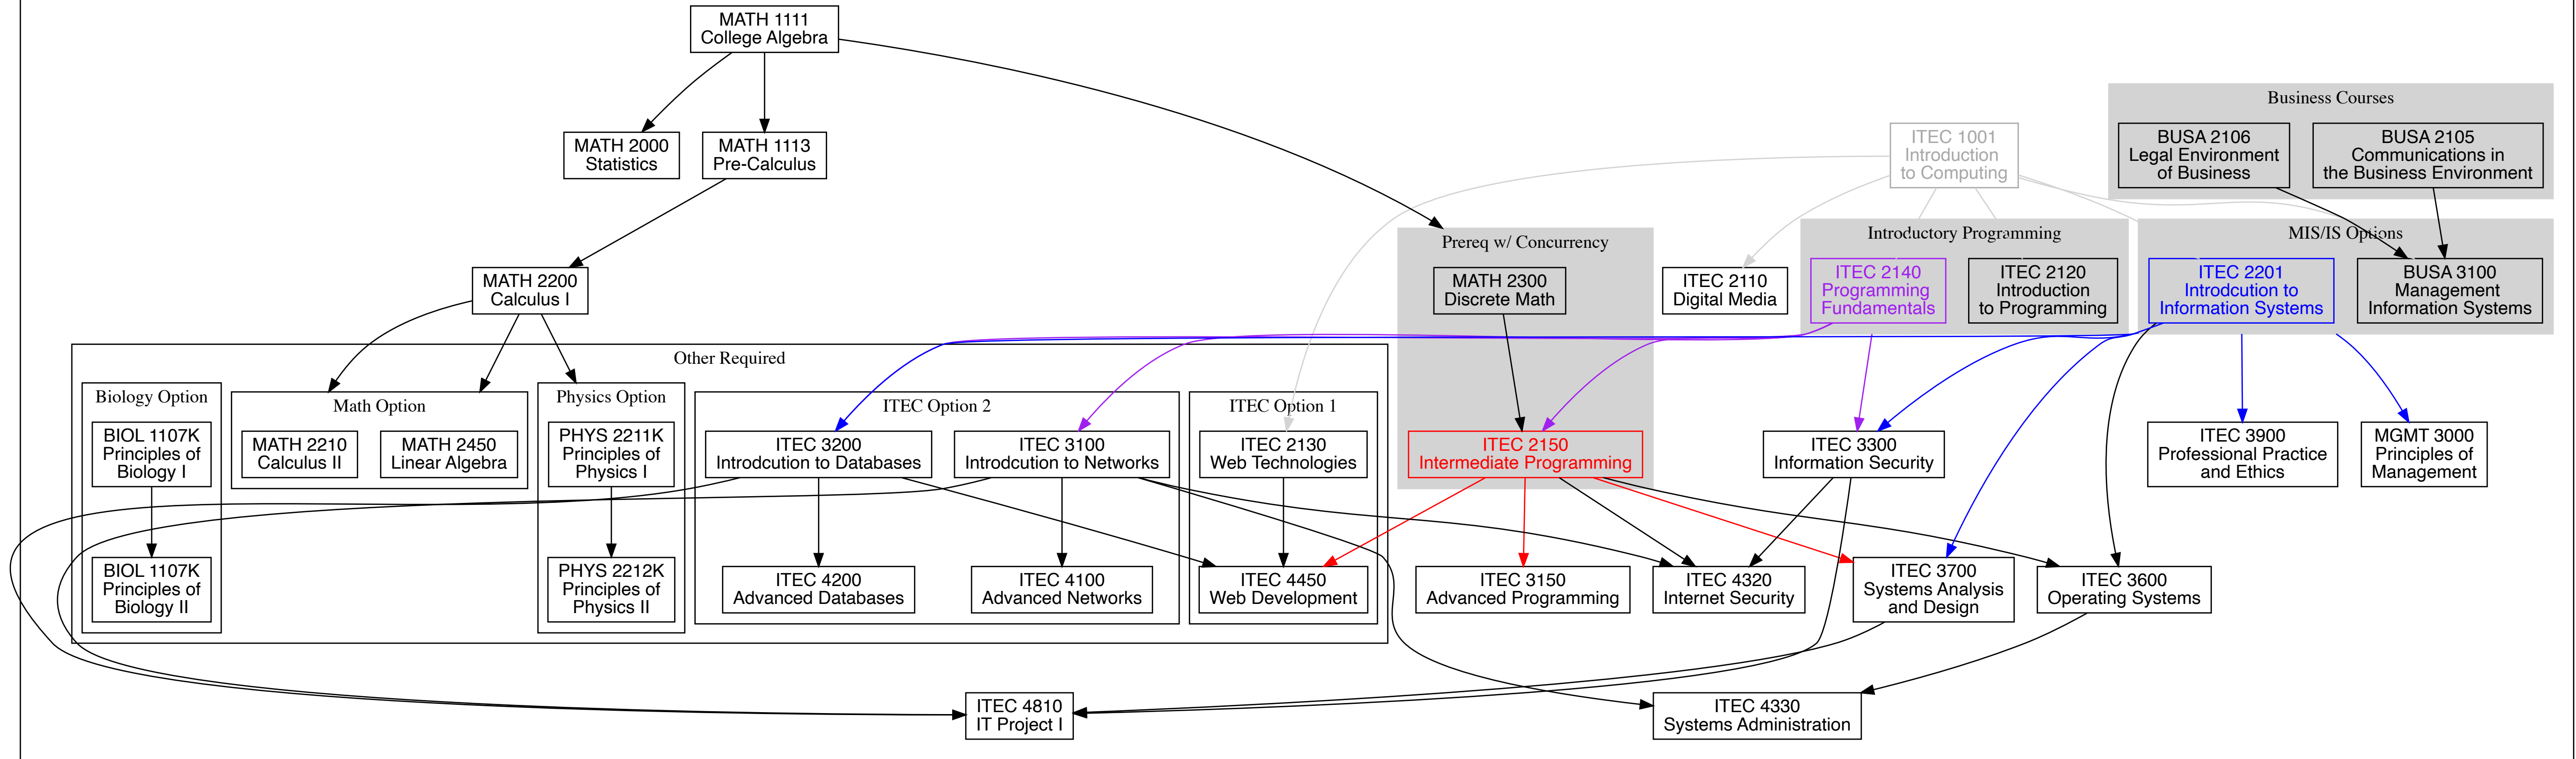 MATH 1111
College Algebra
Business Courses
MATH 2000
Statistics
MATH 1113
Pre-Calculus
ITEC 1001
Introduction
to Computing
BUSA 2106
Legal Environment
of Business
BUSA 2105
Communications in
the Business Environment
Prereq w/ Concurrency
Introductory Programming
MIS/IS Options
MATH 2200
Calculus I
MATH 2300
Discrete Math
ITEC 2110
Digital Media
ITEC 2140
Programming
Fundamentals
ITEC 2120
Introduction
to Programming
ITEC 2201
Introdcution to
Information Systems
BUSA 3100
Management
Information Systems
Other Required
Biology Option
Math Option
Physics Option
ITEC Option 2
ITEC Option 1
BIOL 1107K
Principles of
Biology I
MATH 2210
Calculus II
MATH 2450
Linear Algebra
PHYS 2211K
Principles of
Physics I
ITEC 3200
Introdcution to Databases
ITEC 3100
Introdcution to Networks
ITEC 2130
Web Technologies
ITEC 2150
Intermediate Programming
ITEC 3300
Information Security
ITEC 3900
Professional Practice
and Ethics
MGMT 3000
Principles of
Management
BIOL 1107K
Principles of
Biology II
PHYS 2212K
Principles of
Physics II
ITEC 4200
Advanced Databases
ITEC 4100
Advanced Networks
ITEC 4450
Web Development
ITEC 3150
Advanced Programming
ITEC 4320
Internet Security
ITEC 3700
Systems Analysis
and Design
ITEC 3600
Operating Systems
ITEC 4810
IT Project I
ITEC 4330
Systems Administration